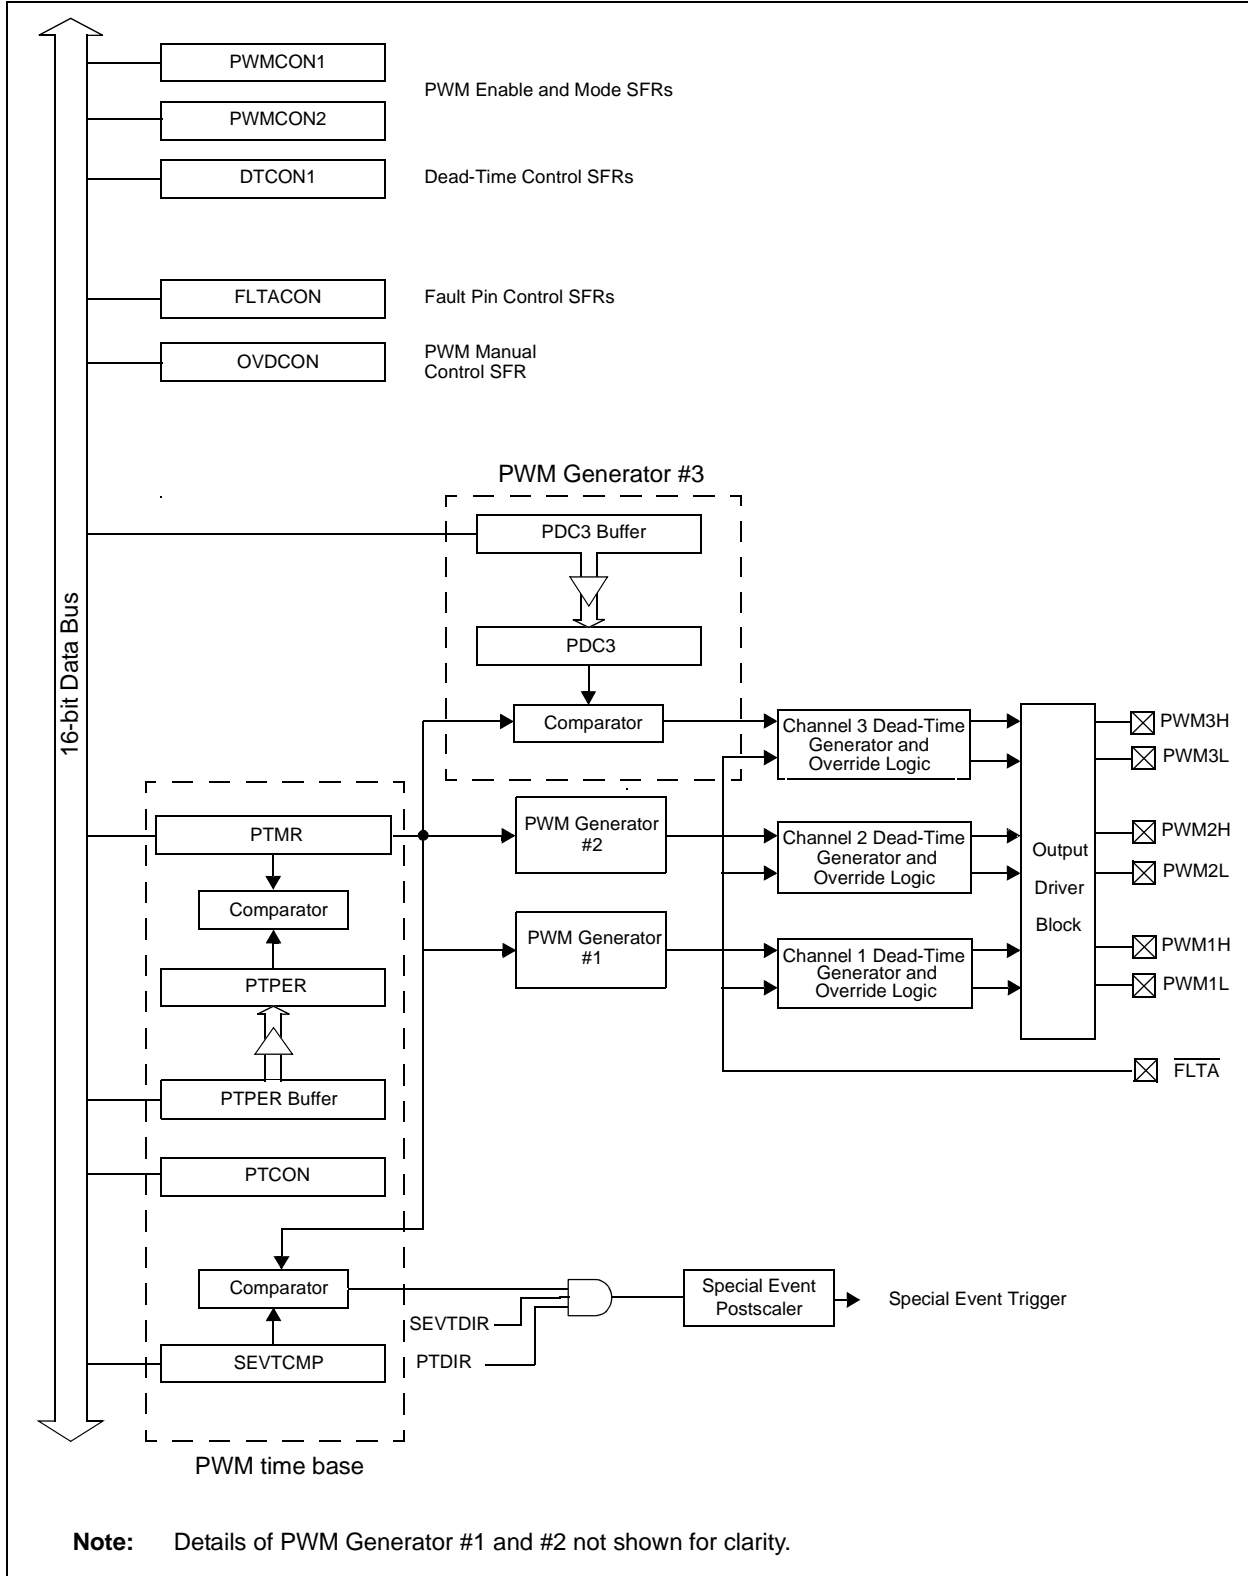 PWMCON1
PWM Enable and Mode SFRs
PWMCON2
DTCON1
Dead-Time Control SFRs
FLTACON
Fault Pin Control SFRs
OVDCON
PWM Manual
Control SFR
PWM Generator #3
PDC3 Buffer
16-bit Data Bus
PDC3
Comparator
Channel 3 Dead-Time
Generator and
Override Logic
PWM3H
PWM3L
PTMR
PWM Generator
#2
Channel 2 Dead-Time
Generator and
Override Logic
Output
Driver
Block
PWM2H
PWM2L
Comparator
PWM Generator
#1
Channel 1 Dead-Time
Generator and
Override Logic
PWM1H
PWM1L
PTPER
FLTA
PTPER Buffer
PTCON
Comparator
SEVTDIR
PTDIR
Special Event
Postscaler
Special Event Trigger
SEVTCMP
PWM time base
Note: Details of PWM Generator #1 and #2 not shown for clarity.